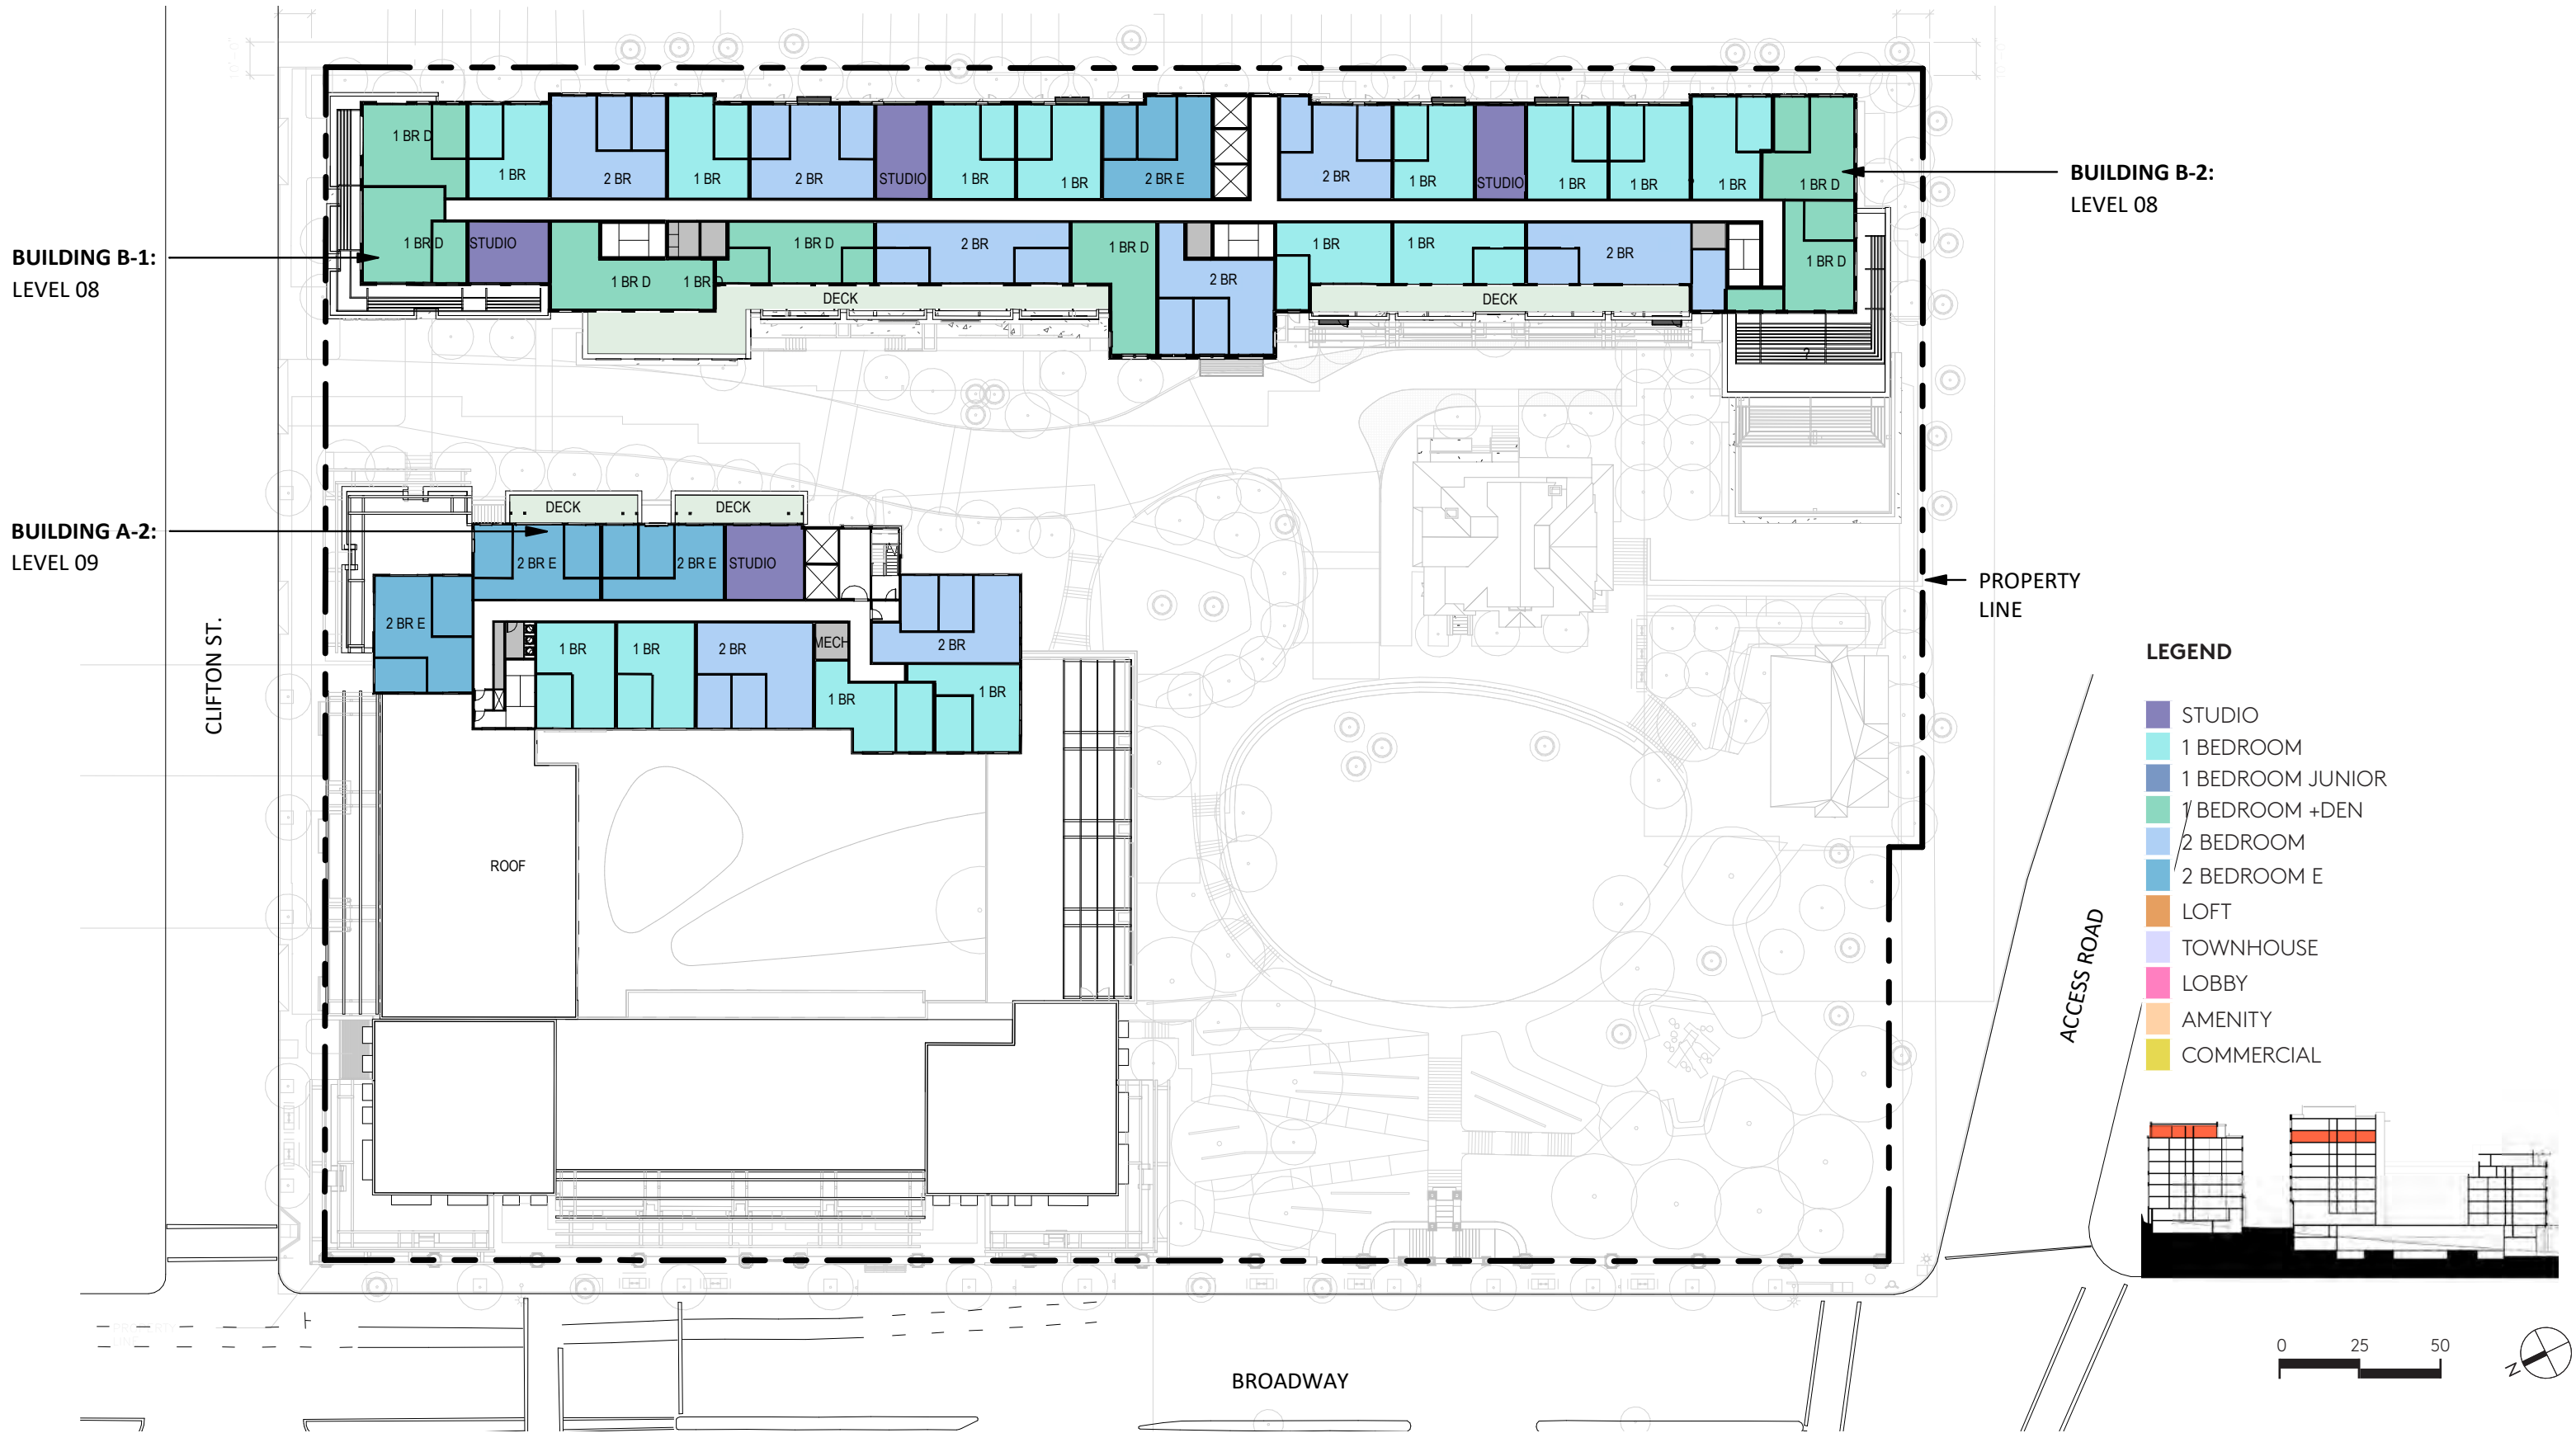 1 BR D
1 BR
2 BR
1 BR
2 BR
STUDIO
1 BR
1 BR
2 BR E
2 BR
1 BR
STUDIO
1 BR
1 BR
1 BR
1 BR D
BUILDING B-2:
LEVEL 08
BUILDING B-1:
LEVEL 08
1 BR D
STUDIO
1 BR D
1 BR
1 BR D
2 BR
1 BR D
2 BR
1 BR
1 BR
2 BR
1 BR D
DECK
DECK
?
BUILDING A-2:
LEVEL 09
DECK
DECK
2 BR E
2 BR E
STUDIO
2 BR E
1 BR
1 BR
2 BR
MECH
2 BR
1 BR
1 BR
PROPERTY
LINE
CLIFTON ST.
ROOF
ACCESS ROAD
LEGEND
STUDIO
1 BEDROOM
1 BEDROOM JUNIOR
1 BEDROOM +DEN
2 BEDROOM
2 BEDROOM E
LOFT
TOWNHOUSE
LOBBY
AMENITY
COMMERCIAL
PROPERTY
LINE
BROADWAY
0 25 50
N